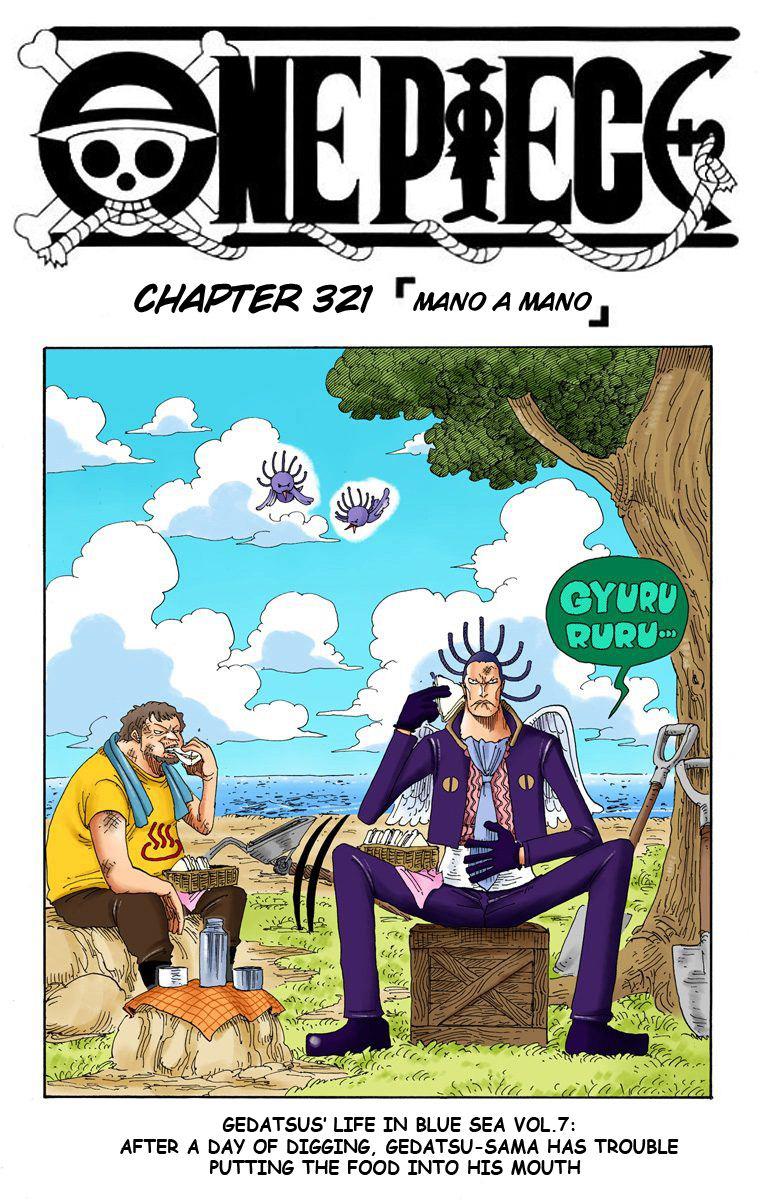 ONE PIECE
CHAPTER 321 「MANO A MANO」
GYURU
RURU...
GEDATSUS' LIFE IN BLUE SEA VOL.7:
AFTER A DAY OF DIGGING, GEDATSU-SAMA HAS TROUBLE
PUTTING THE FOOD INTO HIS MOUTH